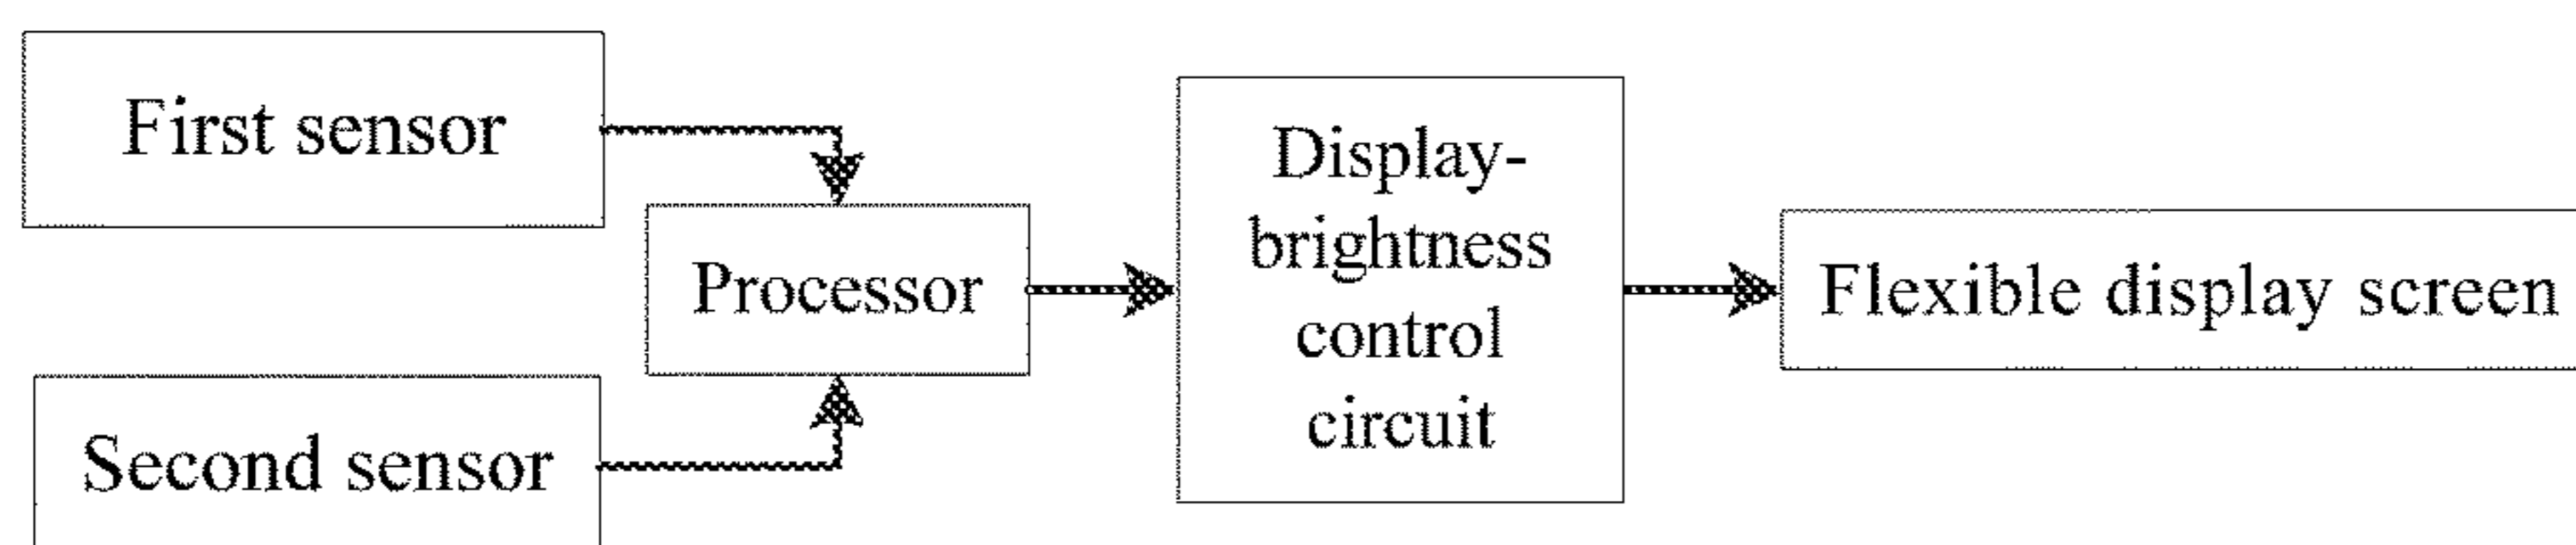 First sensor
Second sensor
Processor
Display-
brightness
control
circuit
Flexible display screen